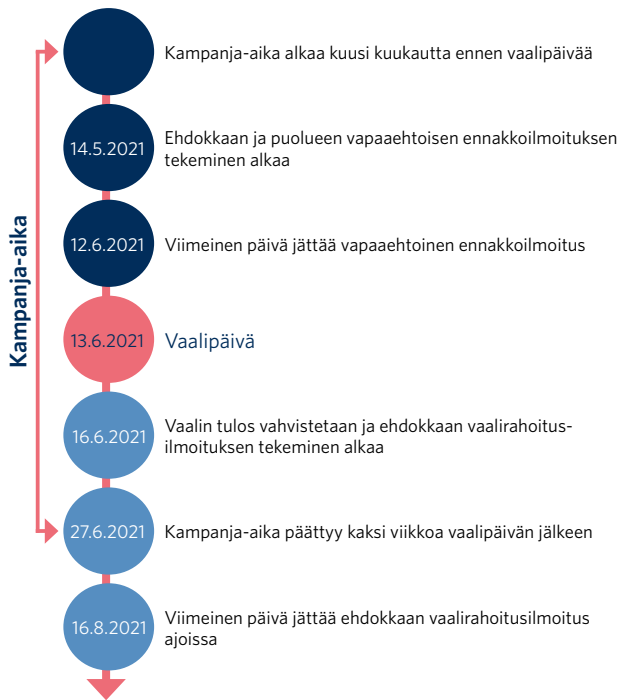 Kampanja-aika
Kampanja-aika alkaa kuusi kuukautta ennen vaalipäivää
14.5.2021
Ehdokkaan ja puolueen vapaaehtoisen ennakkoilmoituksen
tekeminen alkaa
12.6.2021
Viimeinen päivä jättää vapaaehtoinen ennakkoilmoitus
13.6.2021
Vaalipäivä
16.6.2021
Vaalin tulos vahvistetaan ja ehdokkaan vaalirahoitus-
ilmoituksen tekeminen alkaa
27.6.2021
Kampanja-aika päättyy kaksi viikkoa vaalipäivän jälkeen
16.8.2021
Viimeinen päivä jättää ehdokkaan vaalirahoitusilmoitus
ajoissa